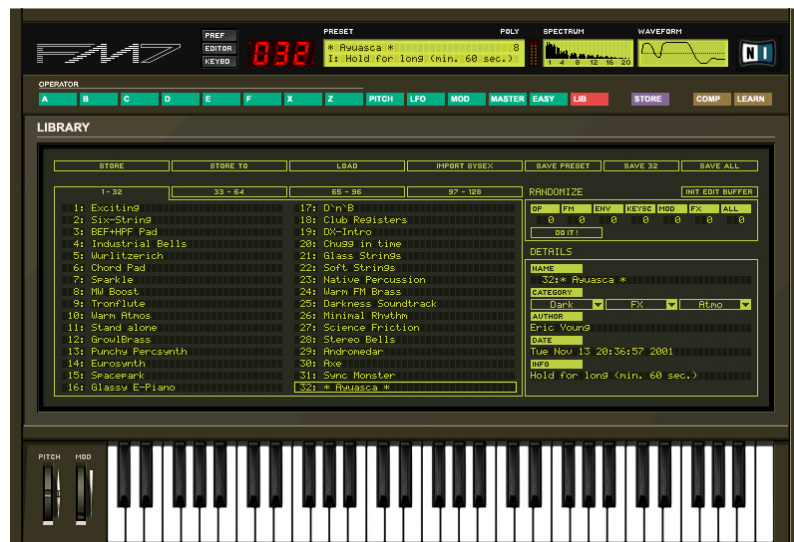 FM7
PREF
EDITOR
KEYBD
032
PRESET POLY
* Ayuasca * 8
I: Hold for long (min. 60 sec.)
SPECTRUM
1 4 8 12 16 20
WAVEFORM
NI
OPERATOR
A B C D E F X Z PITCH LFO MOD MASTER EASY LIB STORE COMP LEARN
LIBRARY
STORE STORE TO LOAD IMPORT SYSEX SAVE PRESET SAVE 32 SAVE ALL
1 - 32 33 - 64 65 - 96 97 - 128
1: Exciting
2: Six-String
3: BEF+HPF Pad
4: Industrial Bells
5: Wurlitzerich
6: Chord Pad
7: Sparkle
8: MW Boost
9: Tronflute
10: Warm Atmos
11: Stand alone
12: GrowlBrass
13: Punchy Percsynth
14: Eurosynth
15: Spacepark
16: Glassy E-Piano
17: D`n`B
18: Club Registers
19: DX-Intro
20: Chugg in time
21: Glass Strings
22: Soft Strings
23: Native Percussion
24: Warm FM Brass
25: Darkness Soundtrack
26: Minimal Rhythm
27: Science Friction
28: Stereo Bells
29: Andromedar
30: Axe
31: Sync Monster
32: * Ayuasca *
RANDOMIZE INIT EDIT BUFFER
OP FM ENV KEYSC MOD FX ALL
0 0 0 0 0 0 0
DO IT!
DETAILS
NAME
32:* Ayuasca *
CATEGORY
Dark FX Atmo
AUTHOR
Eric Young
DATE
Tue Nov 13 20:36:57 2001
INFO
Hold for long (min. 60 sec.)
PITCH MOD